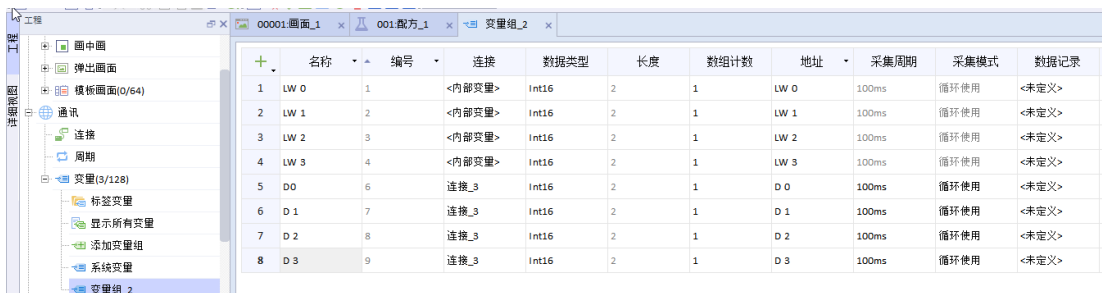 工程
工程
详细视图
画中画
弹出画面
模板画面(0/64)
通讯
连接
周期
变量(3/128)
标签变量
显示所有变量
添加变量组
系统变量
变量组_2
00001:画面_1 × 001:配方_1 × 变量组_2 ×
名称 编号 连接 数据类型 长度 数组计数 地址 采集周期 采集模式 数据记录
1 LW 0 1 <内部变量> Int16 2 1 LW 0 100ms 循环使用 <未定义>
2 LW 1 2 <内部变量> Int16 2 1 LW 1 100ms 循环使用 <未定义>
3 LW 2 3 <内部变量> Int16 2 1 LW 2 100ms 循环使用 <未定义>
4 LW 3 4 <内部变量> Int16 2 1 LW 3 100ms 循环使用 <未定义>
5 D0 6 连接_3 Int16 2 1 D 0 100ms 循环使用 <未定义>
6 D 1 7 连接_3 Int16 2 1 D 1 100ms 循环使用 <未定义>
7 D 2 8 连接_3 Int16 2 1 D 2 100ms 循环使用 <未定义>
8 D 3 9 连接_3 Int16 2 1 D 3 100ms 循环使用 <未定义>